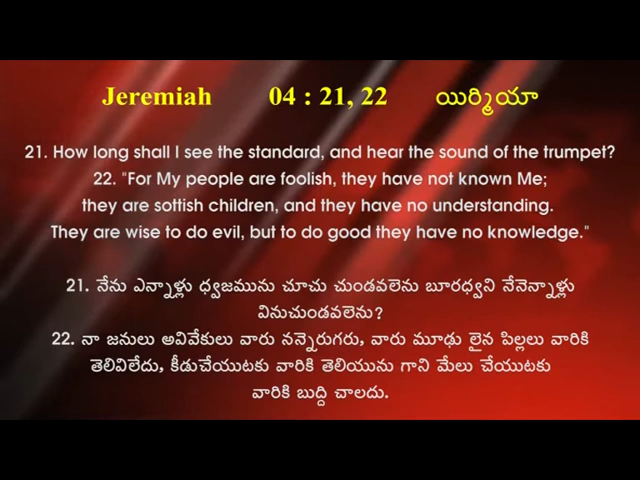 Jeremiah 04 : 21, 22 యిర్మియా
21. How long shall I see the standard, and hear the sound of the trumpet?
22. "For My people are foolish, they have not known Me;
they are sottish children, and they have no understanding.
They are wise to do evil, but to do good they have no knowledge."
21. నేను ఎన్నాళ్లు ధ్వజమును చూచు చుండవలెను బూరధ్వని నేనెన్నాళ్లు
వినుచుండవలెను?
22. నా జనులు అవివేకులు వారు నన్నెరుగరు, వారు మూఢు లైన పిల్లలు వారికి
తెలివిలేదు, కీడుచేయుటకు వారికి తెలియును గాని మేలు చేయుటకు
వారికి బుద్ది చాలదు.